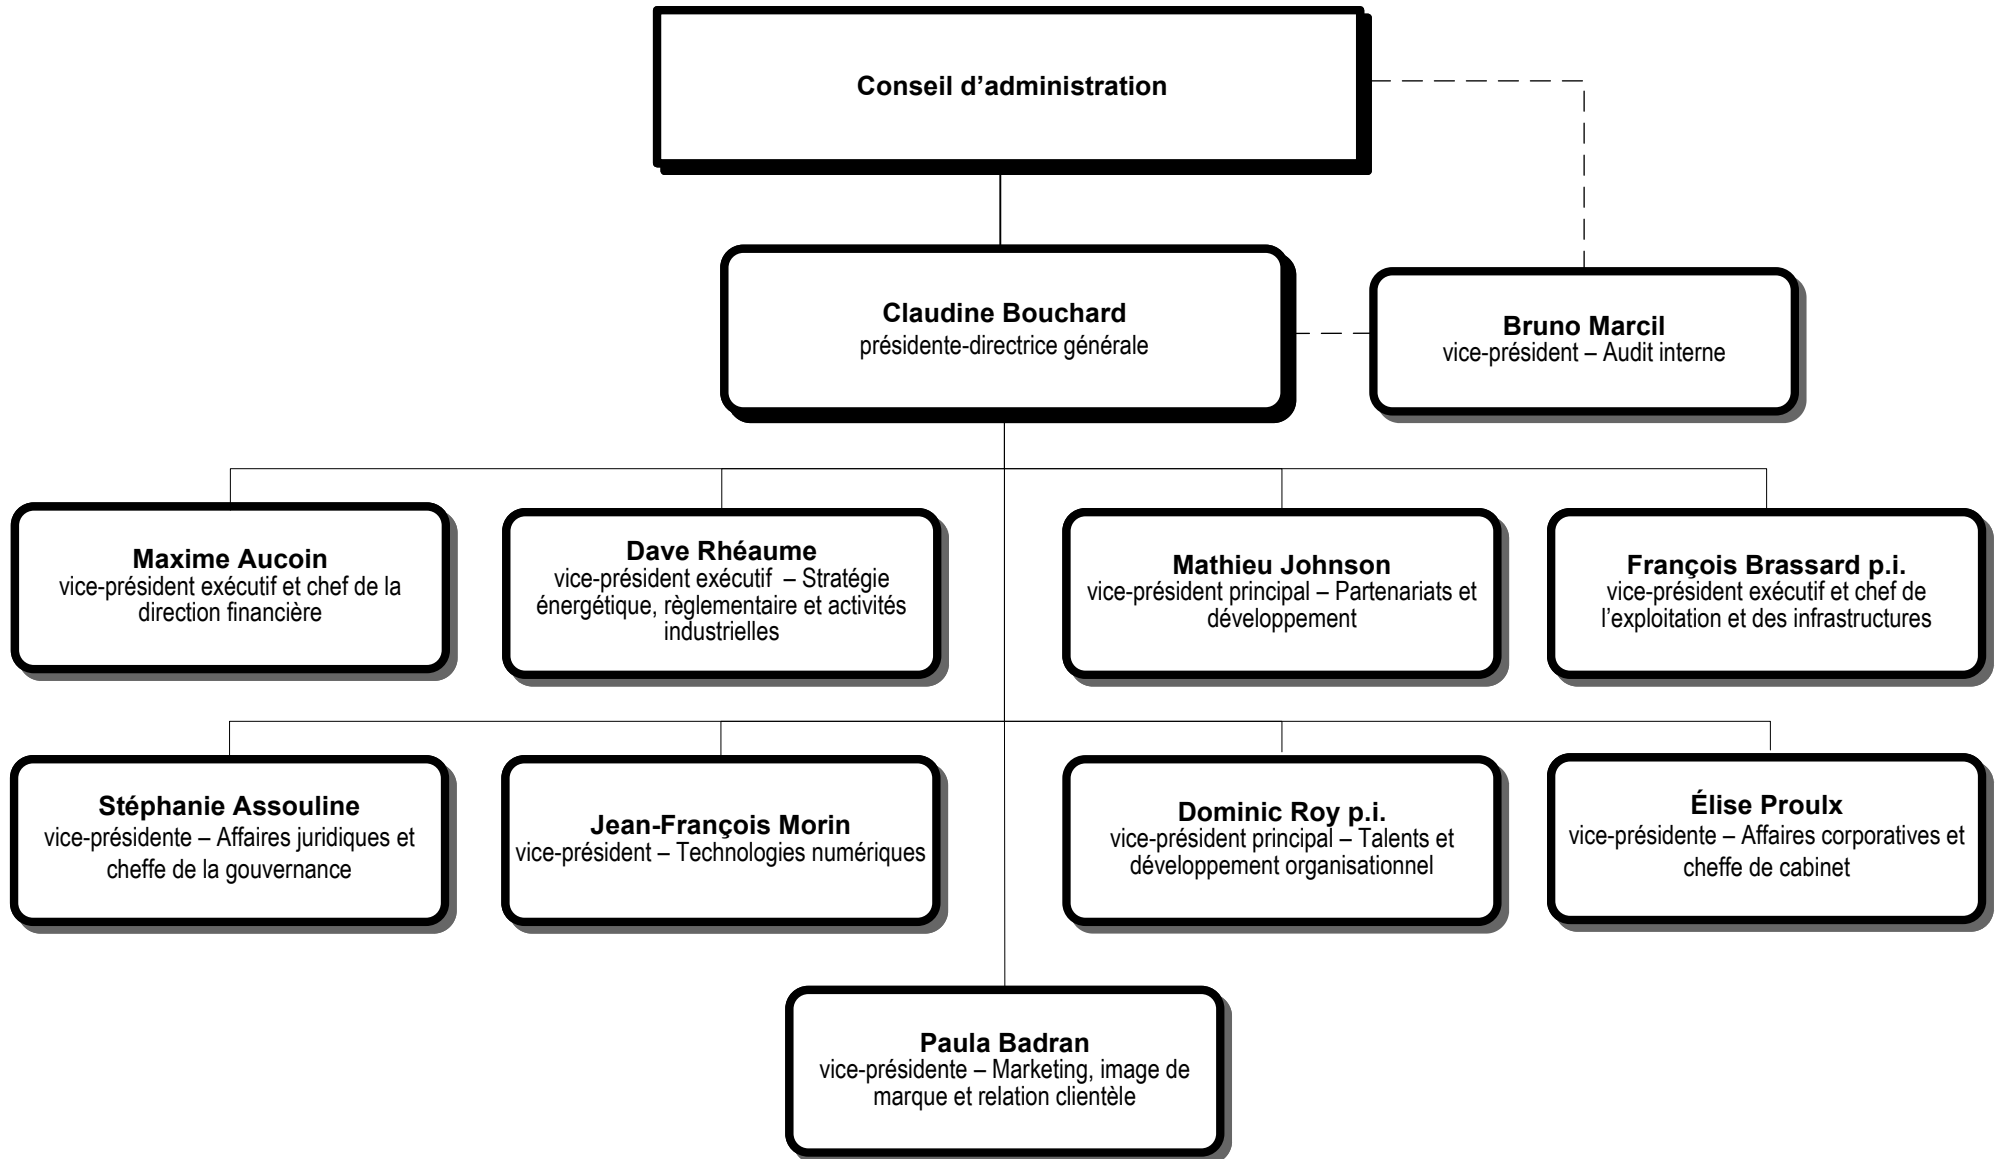 Conseil d’administration
Claudine Bouchard
présidente-directrice générale
Bruno Marcil
vice-président – Audit interne
Maxime Aucoin
vice-président exécutif et chef de la
direction financière
Dave Rhéaume
vice-président exécutif – Stratégie
énergétique, règlementaire et activités
industrielles
Mathieu Johnson
vice-président principal – Partenariats et
développement
François Brassard p.i.
vice-président exécutif et chef de
l’exploitation et des infrastructures
Stéphanie Assouline
vice-présidente – Affaires juridiques et
cheffe de la gouvernance
Jean-François Morin
vice-président – Technologies numériques
Dominic Roy p.i.
vice-président principal – Talents et
développement organisationnel
Élise Proulx
vice-présidente – Affaires corporatives et
cheffe de cabinet
Paula Badran
vice-présidente – Marketing, image de
marque et relation clientèle